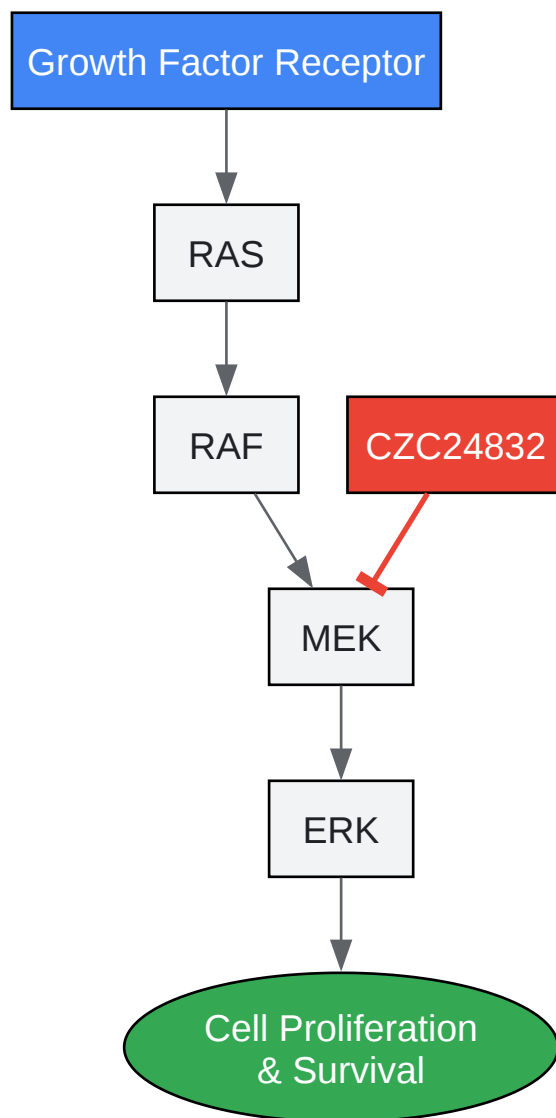 Growth Factor Receptor
RAS
RAF
CZC24832
MEK
ERK
Cell Proliferation
& Survival